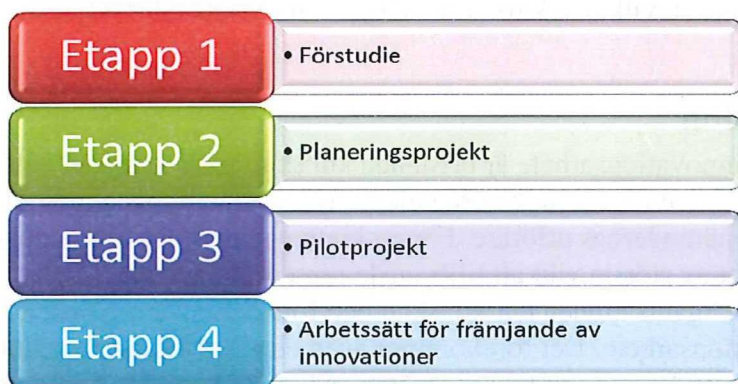 Etapp 1
• Förstudie
Etapp 2
• Planeringsprojekt
Etapp 3
• Pilotprojekt
Etapp 4
• Arbetssätt för främjande av
innovationer